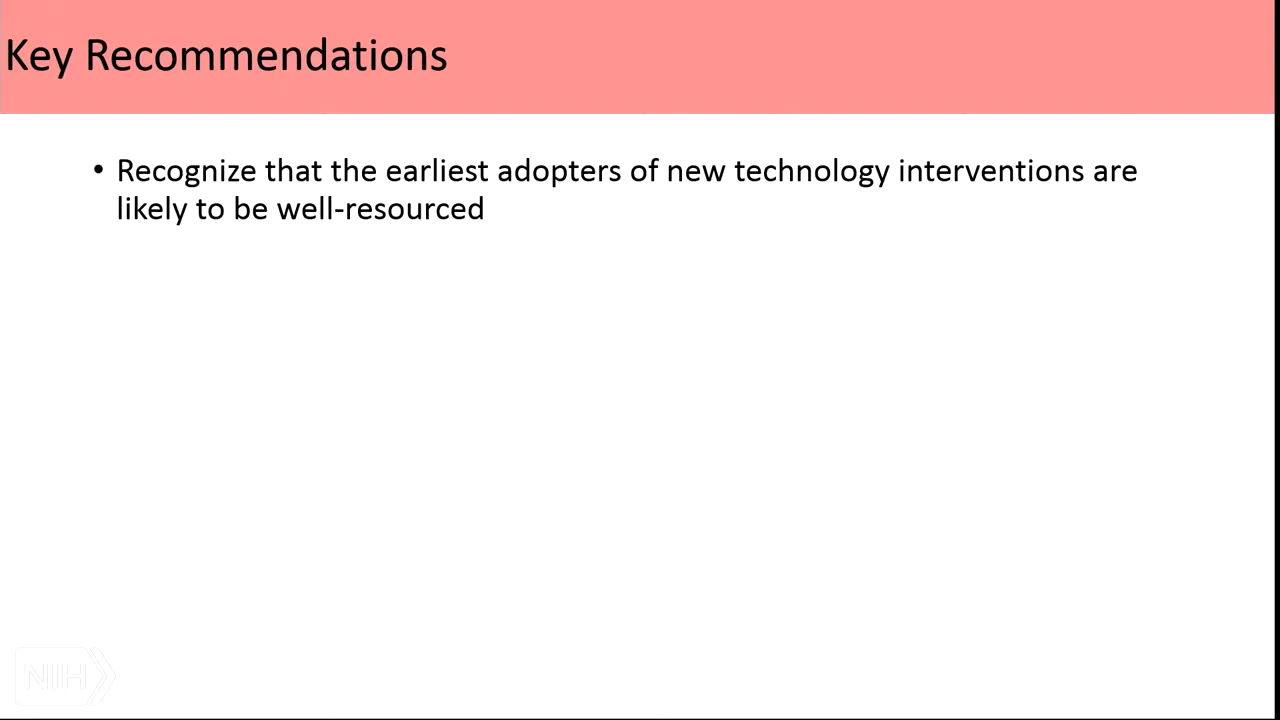 Key Recommendations
• Recognize that the earliest adopters of new technology interventions are
likely to be well-resourced
NIH